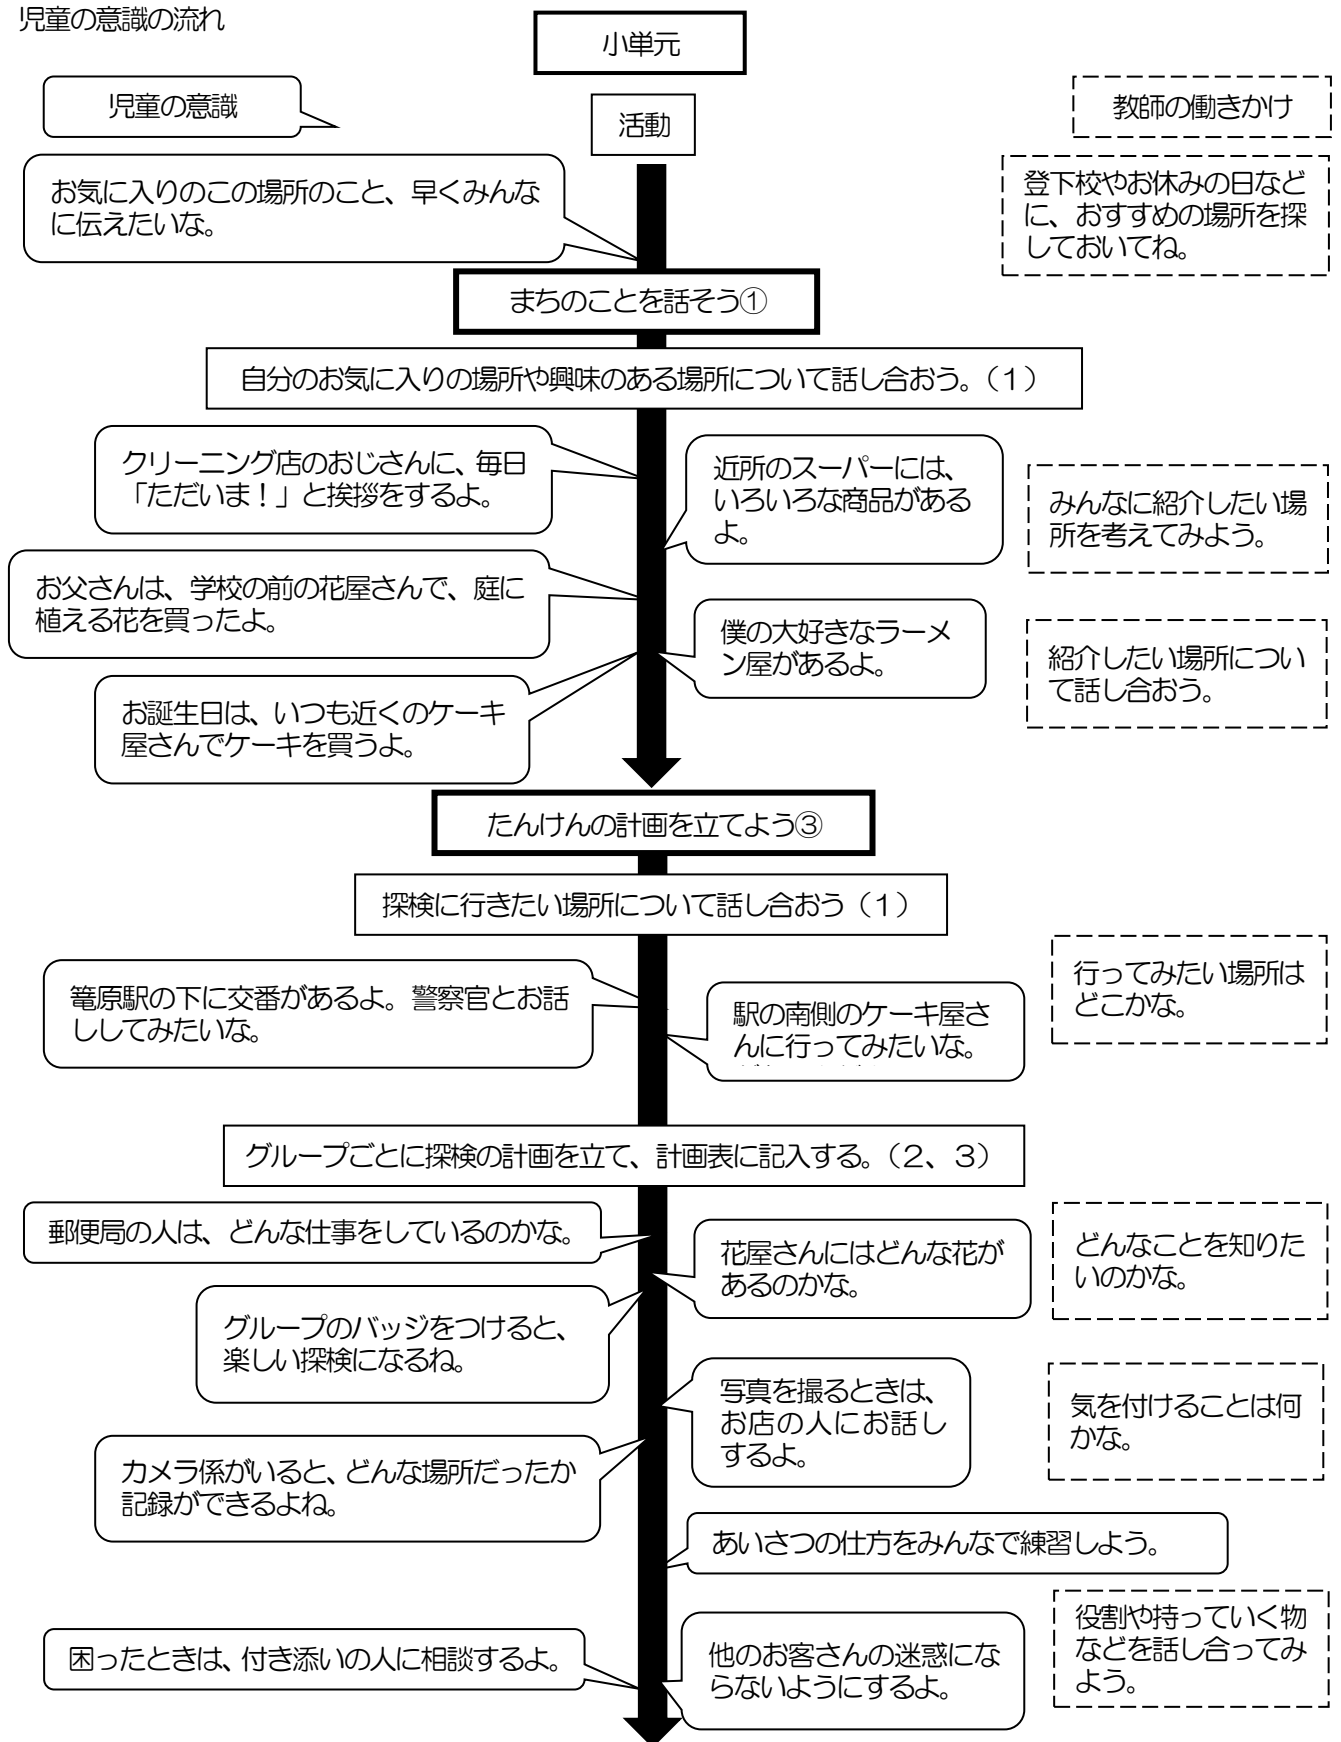 児童の意識の流れ
小単元
児童の意識
活動
教師の働きかけ
お気に入りのこの場所のこと、早くみんな
に伝えたいな。
登下校やお休みの日など
に、おすすめの場所を探
しておいてね。
まちのことを話そう①
自分のお気に入りの場所や興味のある場所について話し合おう。（１）
クリーニング店のおじさんに、毎日
「ただいま！」と挨拶をするよ。
近所のスーパーには、
いろいろな商品がある
よ。
みんなに紹介したい場
所を考えてみよう。
お父さんは、学校の前の花屋さんで、庭に
植える花を買ったよ。
僕の大好きなラーメ
ン屋があるよ。
紹介したい場所につい
て話し合おう。
お誕生日は、いつも近くのケーキ
屋さんでケーキを買うよ。
たんけんの計画を立てよう③
探検に行きたい場所について話し合おう（１）
籠原駅の下に交番があるよ。警察官とお話
ししてみたいな。
駅の南側のケーキ屋さ
んに行ってみたいな。
行ってみたい場所は
どこかな。
グループごとに探検の計画を立て、計画表に記入する。（２、３）
郵便局の人は、どんな仕事をしているのかな。
花屋さんにはどんな花が
あるのかな。
どんなことを知りた
いのかな。
グループのバッジをつけると、
楽しい探検になるね。
写真を撮るときは、
お店の人にお話し
するよ。
気を付けることは何
かな。
カメラ係がいると、どんな場所だったか
記録ができるよね。
あいさつの仕方をみんなで練習しよう。
困ったときは、付き添いの人に相談するよ。
他のお客さんの迷惑にな
らないようにするよ。
役割や持っていく物
などを話し合ってみ
よう。